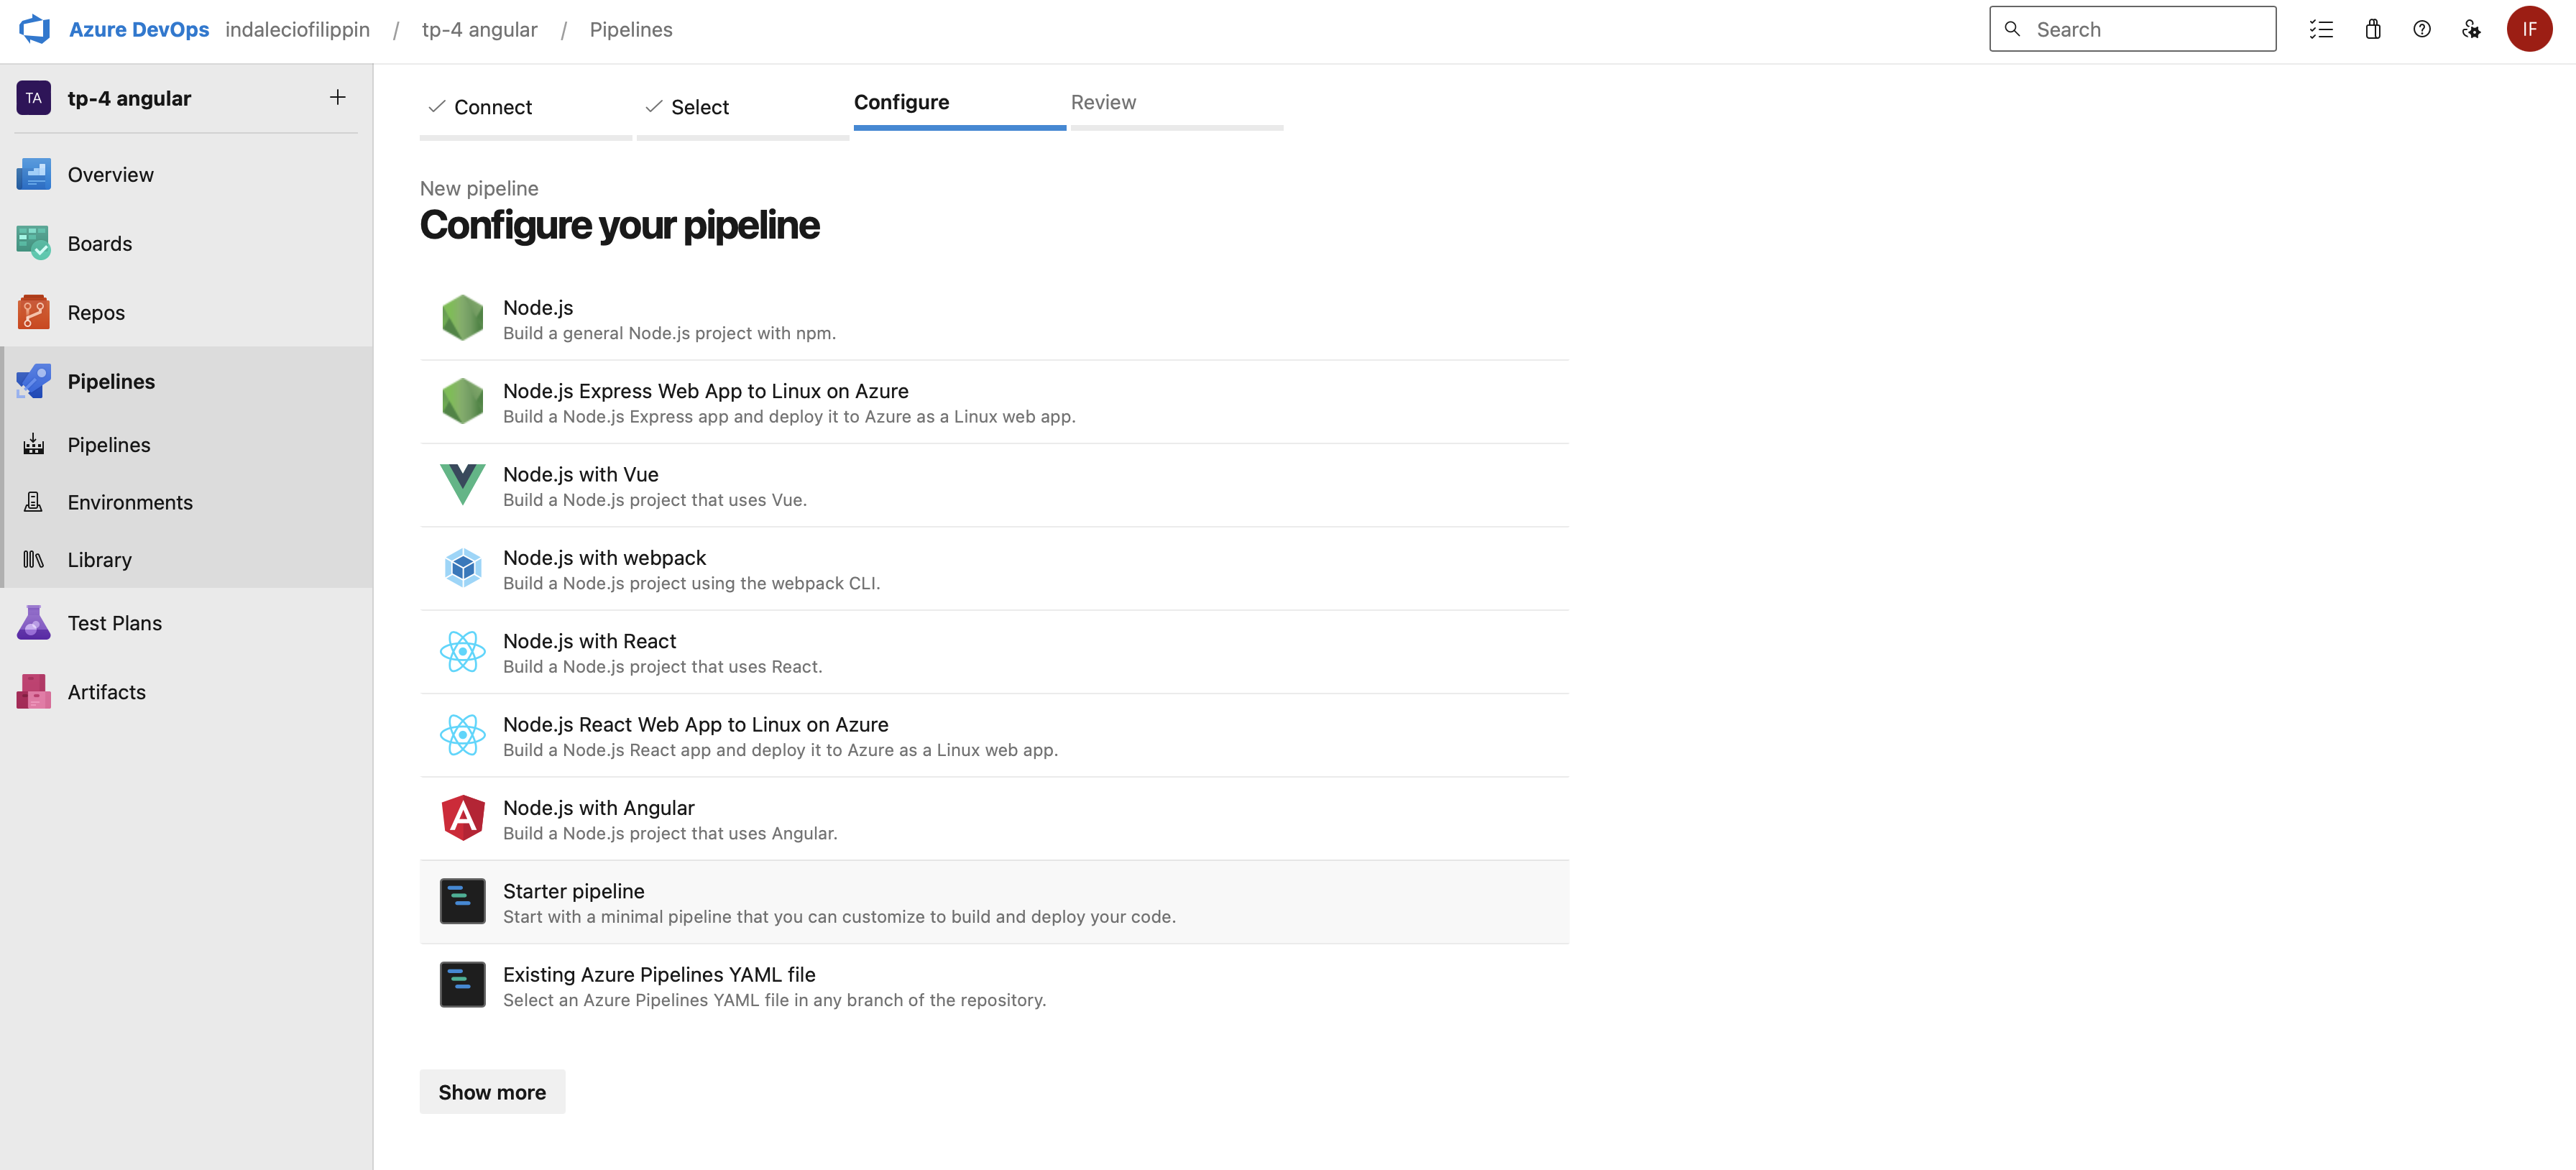 Azure DevOps indaleciofilippin / tp-4 angular / Pipelines
Search
IF
TA tp-4 angular
Overview
Boards
Repos
Pipelines
Pipelines
Environments
Library
Test Plans
Artifacts
Connect
Select
Configure
Review
New pipeline
Configure your pipeline
Node.js
Build a general Node.js project with npm.
Node.js Express Web App to Linux on Azure
Build a Node.js Express app and deploy it to Azure as a Linux web app.
Node.js with Vue
Build a Node.js project that uses Vue.
Node.js with webpack
Build a Node.js project using the webpack CLI.
Node.js with React
Build a Node.js project that uses React.
Node.js React Web App to Linux on Azure
Build a Node.js React app and deploy it to Azure as a Linux web app.
Node.js with Angular
Build a Node.js project that uses Angular.
Starter pipeline
Start with a minimal pipeline that you can customize to build and deploy your code.
Existing Azure Pipelines YAML file
Select an Azure Pipelines YAML file in any branch of the repository.
Show more